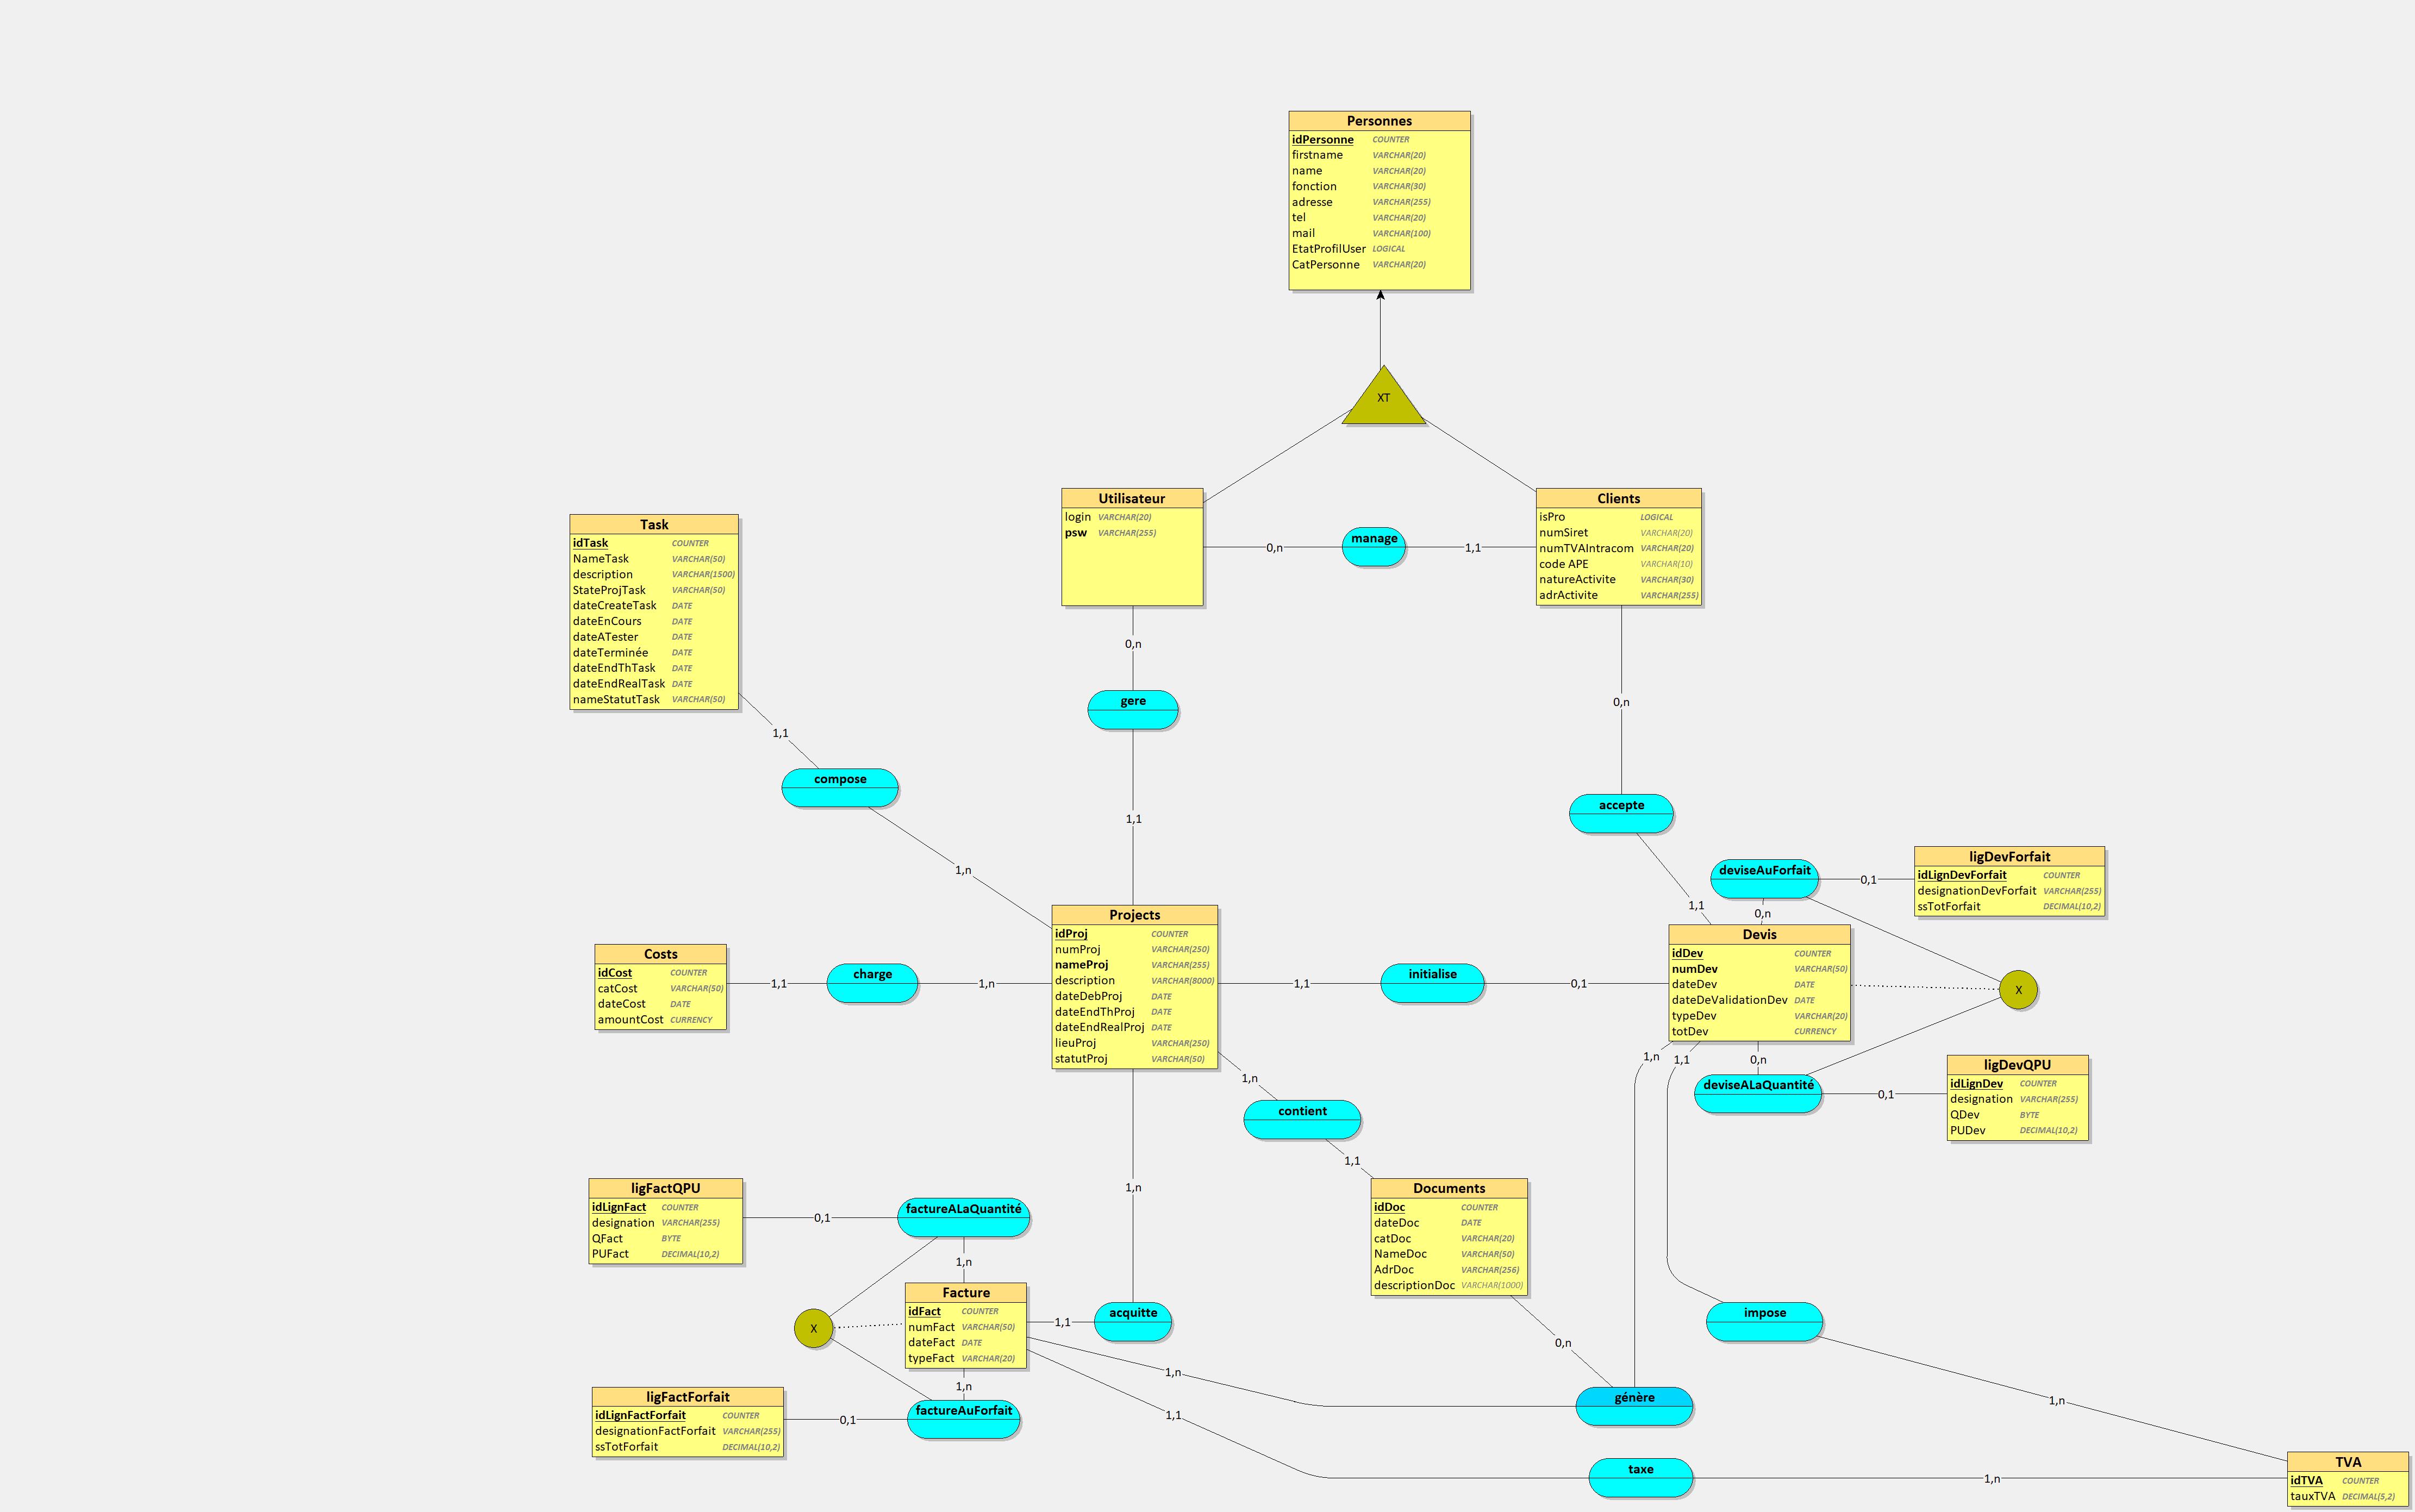 Personnes
idPersonne COUNTER
firstname VARCHAR(20)
name VARCHAR(20)
fonction VARCHAR(30)
adresse VARCHAR(255)
tel VARCHAR(20)
mail VARCHAR(100)
EtatProfilUser LOGICAL
CatPersonne VARCHAR(20)
XT
Utilisateur
login VARCHAR(20)
psw VARCHAR(255)
0,n
manage
1,1
Clients
isPro LOGICAL
numSiret VARCHAR(20)
numTVAIntracom VARCHAR(20)
code APE VARCHAR(10)
natureActivite VARCHAR(30)
adrActivite VARCHAR(255)
Task
idTask COUNTER
NameTask VARCHAR(50)
description VARCHAR(1500)
StateProjTask VARCHAR(50)
dateCreateTask DATE
dateEnCours DATE
dateATester DATE
dateTerminée DATE
dateEndThTask DATE
dateEndRealTask DATE
nameStatutTask VARCHAR(50)
0,n
gere
1,1
0,n
accepte
1,1
1,1
compose
1,n
deviseAuForfait
0,1
0,n
ligDevForfait
idLignDevForfait COUNTER
designationDevForfait VARCHAR(255)
ssTotForfait DECIMAL(10,2)
Costs
idCost COUNTER
catCost VARCHAR(50)
dateCost DATE
amountCost CURRENCY
1,1
charge
1,n
Projects
idProj COUNTER
numProj VARCHAR(250)
nameProj VARCHAR(255)
description VARCHAR(8000)
dateDebProj DATE
dateEndThProj DATE
dateEndRealProj DATE
lieuProj VARCHAR(250)
statutProj VARCHAR(50)
1,1
initialise
0,1
Devis
idDev COUNTER
numDev VARCHAR(50)
dateDev DATE
dateDeValidationDev DATE
typeDev VARCHAR(20)
totDev CURRENCY
X
1,n
1,1
0,n
deviseALaQuantité
0,1
ligDevQPU
idLignDev COUNTER
designation VARCHAR(255)
QDev BYTE
PUDev DECIMAL(10,2)
1,n
contient
1,1
1,n
Documents
idDoc COUNTER
dateDoc DATE
catDoc VARCHAR(20)
NameDoc VARCHAR(50)
AdrDoc VARCHAR(256)
descriptionDoc VARCHAR(1000)
ligFactQPU
idLignFact COUNTER
designation VARCHAR(255)
QFact BYTE
PUFact DECIMAL(10,2)
0,1
factureALaQuantité
1,n
X
Facture
idFact COUNTER
numFact VARCHAR(50)
dateFact DATE
typeFact VARCHAR(20)
1,1
acquitte
impose
0,n
1,n
1,n
ligFactForfait
idLignFactForfait COUNTER
designationFactForfait VARCHAR(255)
ssTotForfait DECIMAL(10,2)
0,1
factureAuForfait
génère
1,n
1,1
taxe
1,n
TVA
idTVA COUNTER
tauxTVA DECIMAL(5,2)